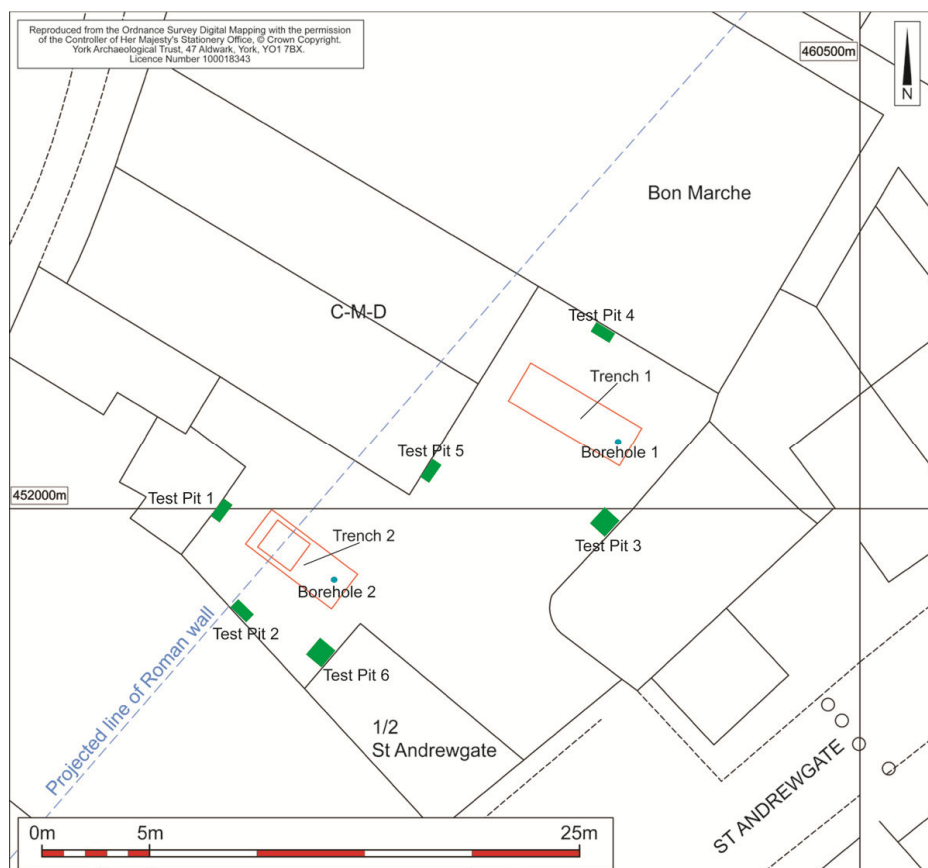 Reproduced from the Ordnance Survey Digital Mapping with the permission
of the Controller of Her Majesty's Stationery Office, © Crown Copyright.
York Archaeological Trust, 47 Aldwark, York, YO1 7BX.
Licence Number 100018343
460500m
N
Bon Marche
C-M-D
Test Pit 4
Trench 1
Borehole 1
Test Pit 5
452000m
Test Pit 1
Trench 2
Test Pit 3
Borehole 2
Test Pit 2
Test Pit 6
Projected line of Roman wall
1/2
St Andrewgate
ST ANDREWGATE
0m
5m
25m